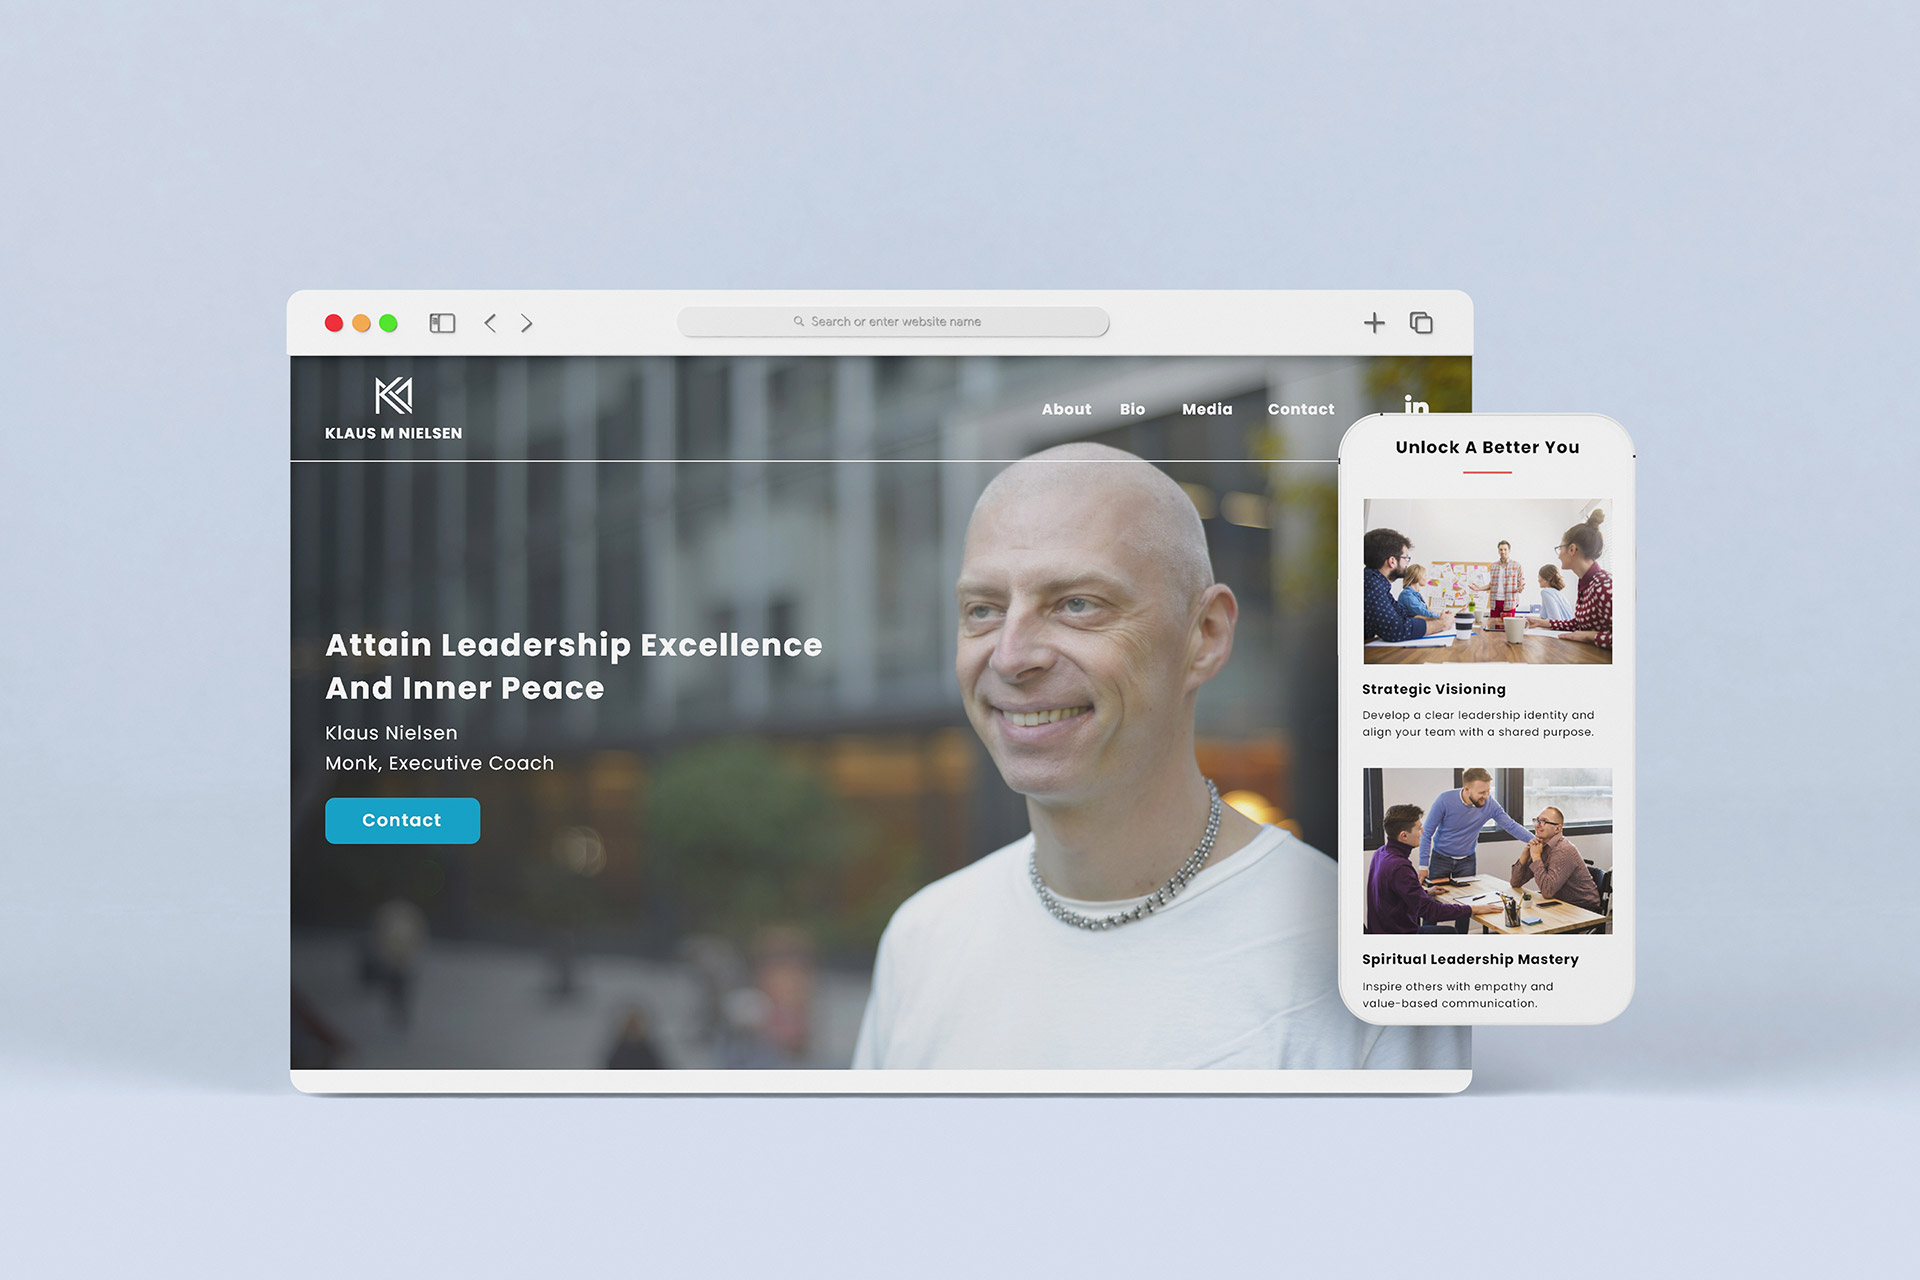 Search or enter website name
KLAUS M NIELSEN
About Bio Media Contact in
Attain Leadership Excellence
And Inner Peace
Klaus Nielsen
Monk, Executive Coach
Contact
Unlock A Better You
Strategic Visioning
Develop a clear leadership identity and
align your team with a shared purpose.
Spiritual Leadership Mastery
Inspire others with empathy and
value-based communication.